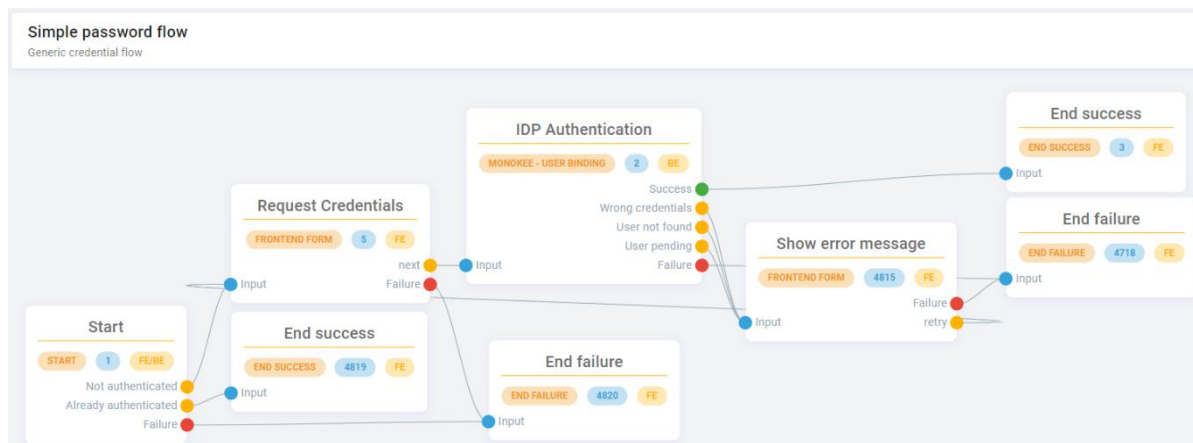 Simple password flow
Generic credential flow
Start
START 1 FE/BE
Not authenticated
Already authenticated
Failure
Request Credentials
FRONTEND FORM 5 FE
next
Input
Failure
End success
END SUCCESS 4819 FE
Input
IDP Authentication
MONOKEE - USER BINDING 2 BE
Success
Wrong credentials
User not found
User pending
Input
Failure
End failure
END FAILURE 4820 FE
Input
Show error message
FRONTEND FORM 4815 FE
Failure
Input
retry
End success
END SUCCESS 3 FE
Input
End failure
END FAILURE 4718 FE
Input